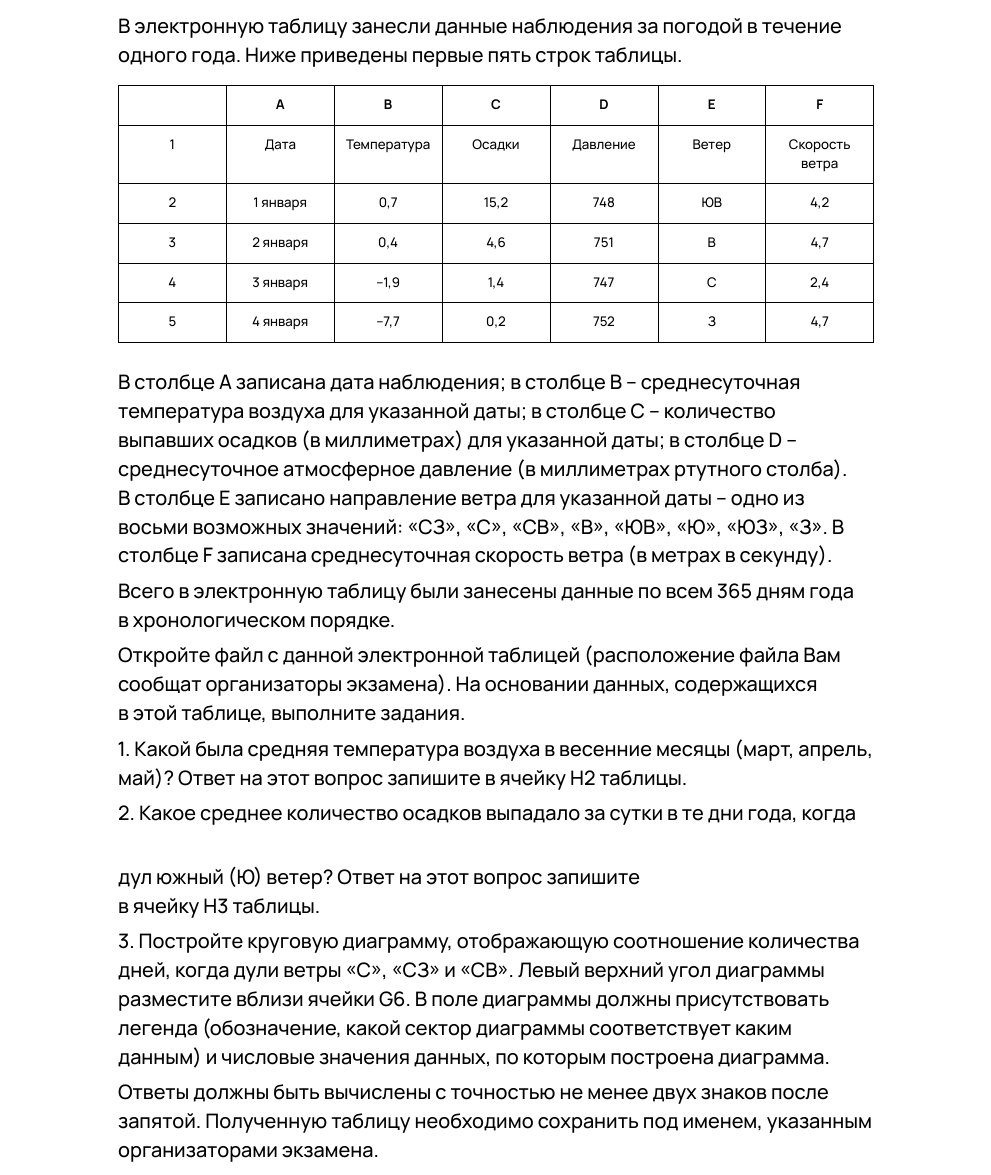 В электронную таблицу занесли данные наблюдения за погодой в течение
одного года. Ниже приведены первые пять строк таблицы.
A B C D E F
1 Дата Температура Осадки Давление Ветер Скорость
ветра
2 1 января 0,7 15,2 748 ЮВ 4,2
3 2 января 0,4 4,6 751 В 4,7
4 3 января –1,9 1,4 747 С 2,4
5 4 января –7,7 0,2 752 З 4,7
В столбце A записана дата наблюдения; в столбце B – среднесуточная
температура воздуха для указанной даты; в столбце C – количество
выпавших осадков (в миллиметрах) для указанной даты; в столбце D –
среднесуточное атмосферное давление (в миллиметрах ртутного столба).
В столбце E записано направление ветра для указанной даты – одно из
восьми возможных значений: «СЗ», «С», «СВ», «В», «ЮВ», «Ю», «ЮЗ», «З». В
столбце F записана среднесуточная скорость ветра (в метрах в секунду).
Всего в электронную таблицу были занесены данные по всем 365 дням года
в хронологическом порядке.
Откройте файл с данной электронной таблицей (расположение файла Вам
сообщат организаторы экзамена). На основании данных, содержащихся
в этой таблице, выполните задания.
1. Какой была средняя температура воздуха в весенние месяцы (март, апрель,
май)? Ответ на этот вопрос запишите в ячейку H2 таблицы.
2. Какое среднее количество осадков выпадало за сутки в те дни года, когда
дул южный (Ю) ветер? Ответ на этот вопрос запишите
в ячейку H3 таблицы.
3. Постройте круговую диаграмму, отображающую соотношение количества
дней, когда дули ветры «С», «СЗ» и «СВ». Левый верхний угол диаграммы
разместите вблизи ячейки G6. В поле диаграммы должны присутствовать
легенда (обозначение, какой сектор диаграммы соответствует каким
данным) и числовые значения данных, по которым построена диаграмма.
Ответы должны быть вычислены с точностью не менее двух знаков после
запятой. Полученную таблицу необходимо сохранить под именем, указанным
организаторами экзамена.